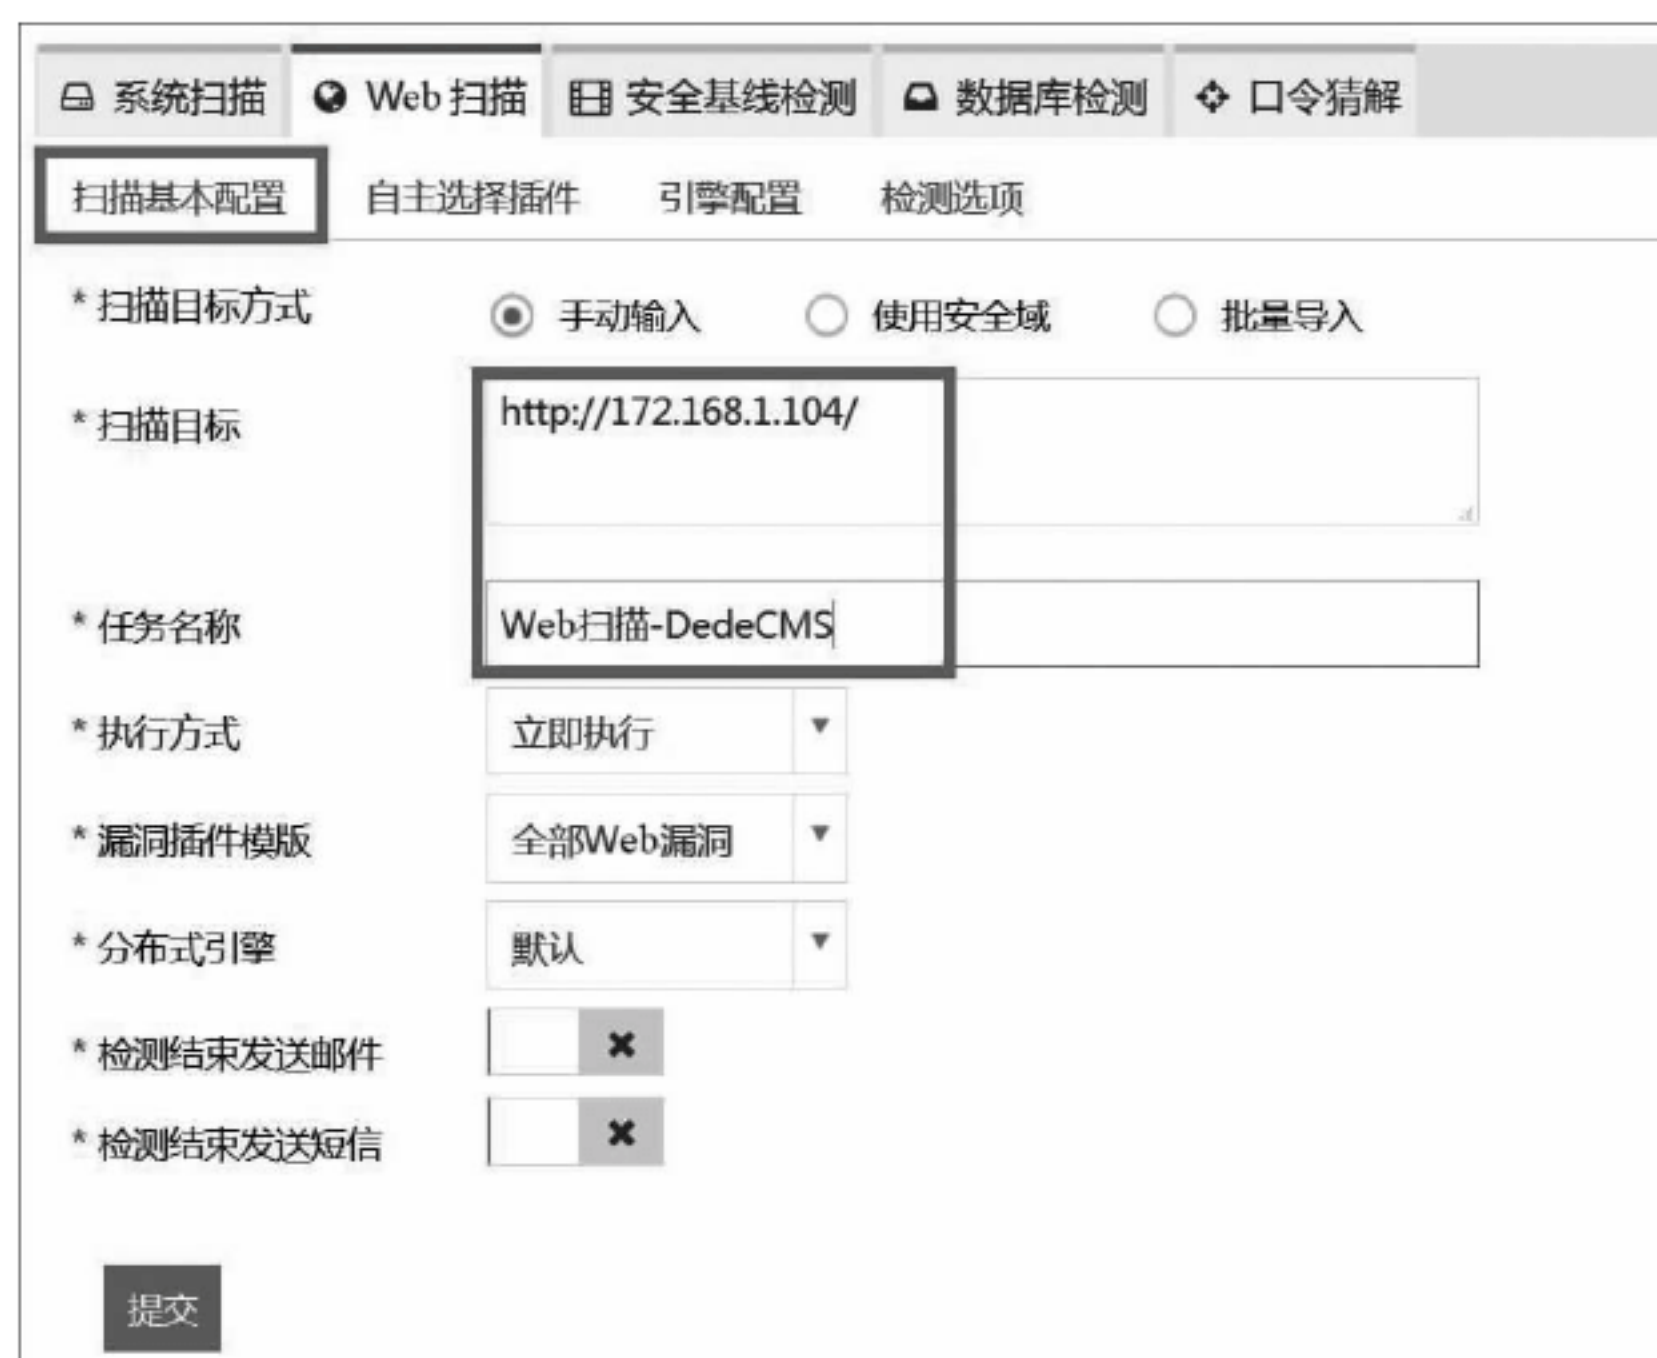 系统扫描 Web 扫描 安全基线检测 数据库检测 口令猜解
扫描基本配置 自主选择插件 引擎配置 检测选项
* 扫描目标方式 手动输入 使用安全域 批量导入
* 扫描目标 http://172.168.1.104/
* 任务名称 Web扫描-DedeCMS
* 执行方式 立即执行
* 漏洞插件模版 全部Web漏洞
* 分布式引擎 默认
* 检测结束发送邮件
* 检测结束发送短信
提交